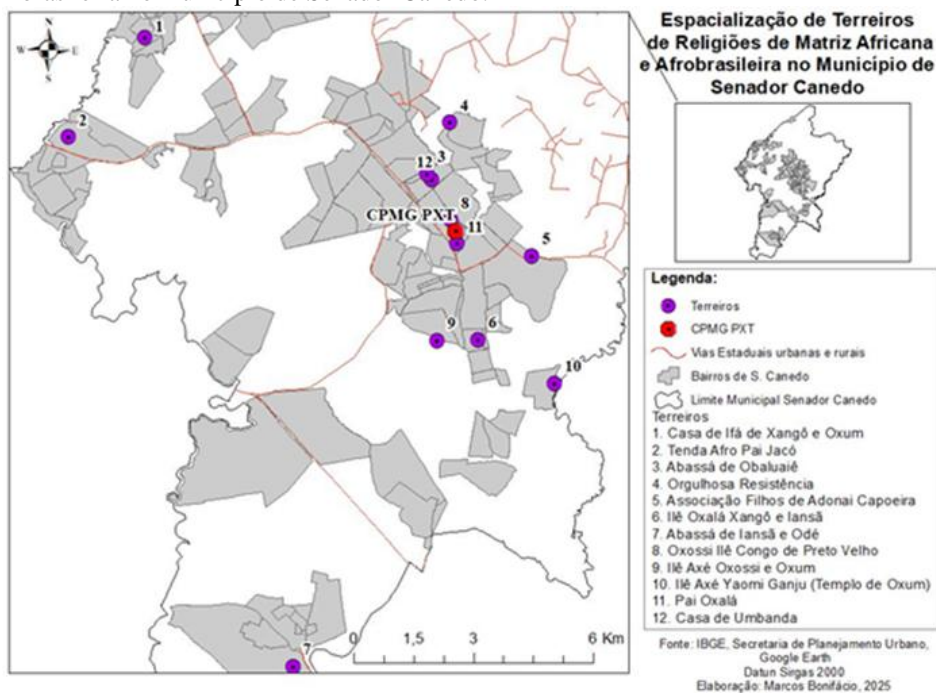 Espacialização de Terreiros
de Religiões de Matriz Africana
e Afrobrasileira no Município de
Senador Canedo
N
W
E
S
1
2
4
12 3
8
CPMG PXT
11
5
9
6
10
7
0 1,5 3 6 Km
Legenda:
Terreiros
CPMG PXT
Vias Estaduais urbanas e rurais
Bairros de S. Canedo
Limite Municipal Senador Canedo
Terreiros
1. Casa de Ifá de Xangô e Oxum
2. Tenda Afro Pai Jacó
3. Abassá de Obaluaiê
4. Orgulhosa Resistência
5. Associação Filhos de Adonai Capoeira
6. Ilê Oxalá Xangô e Iansã
7. Abassá de Iansã e Odé
8. Oxossi Ilê Congo de Preto Velho
9. Ilê Axé Oxossi e Oxum
10. Ilê Axé Yaomi Ganju (Templo de Oxum)
11. Pai Oxalá
12. Casa de Umbanda
Fonte: IBGE, Secretaria de Planejamento Urbano,
Google Earth
Datun Sirgas 2000
Elaboração: Marcos Bonifácio, 2025